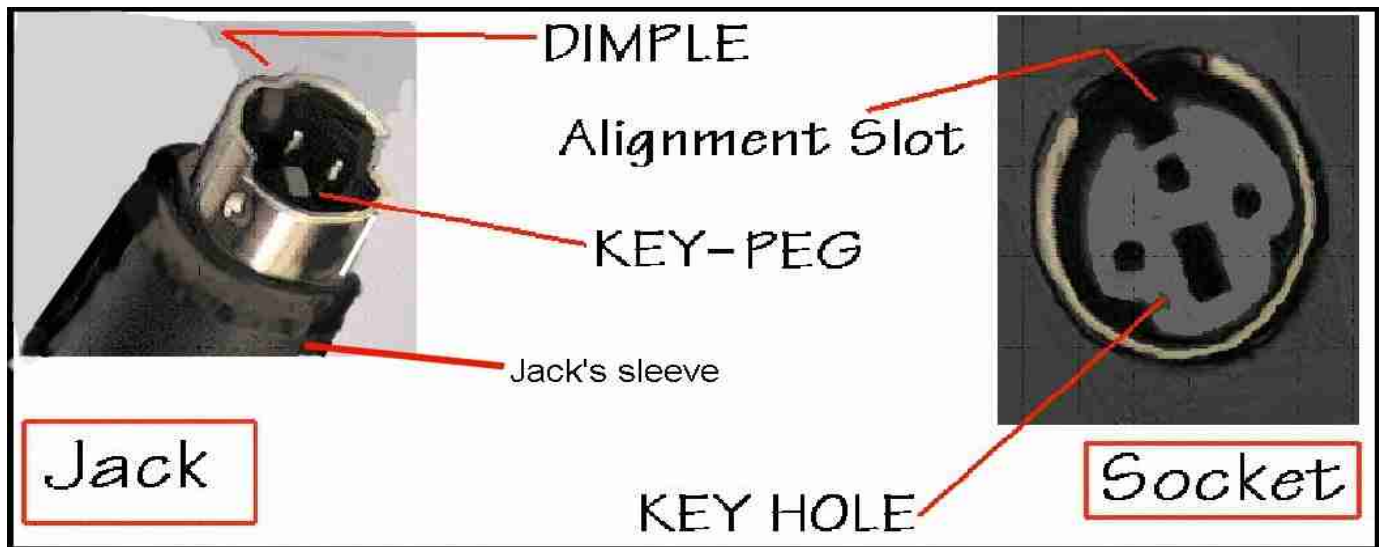 DIMPLE
Alignment Slot
KEY-PEG
Jack's sleeve
Jack
Socket
KEY HOLE